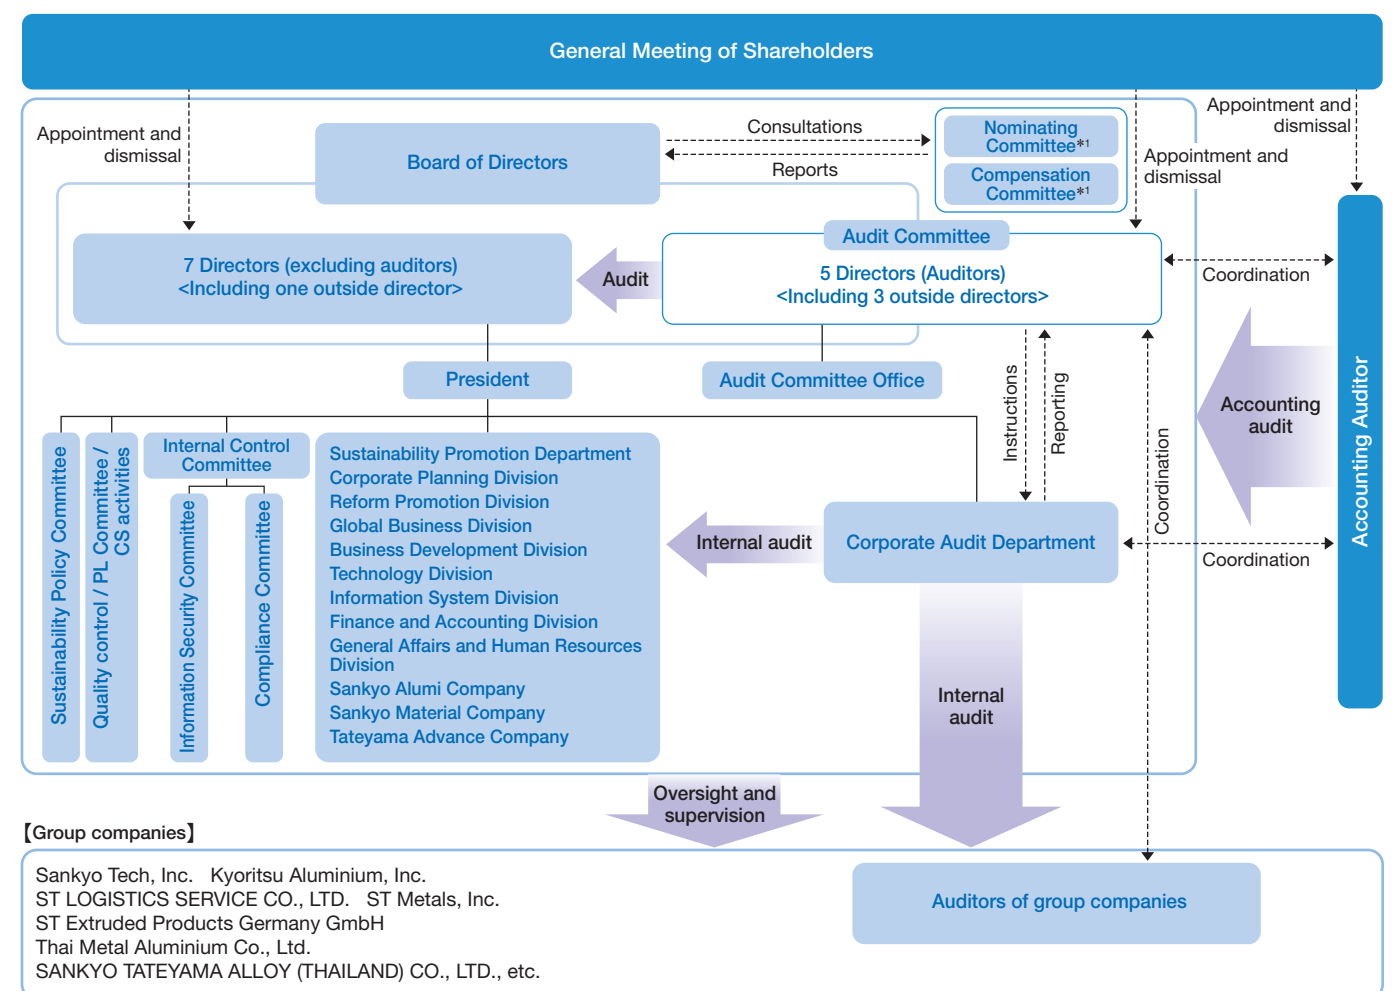 General Meeting of Shareholders
Appointment and
dismissal
Board of Directors
Consultations
Reports
Nominating
Committee*1
Compensation
Committee*1
Appointment and
dismissal
Appointment and
dismissal
7 Directors (excluding auditors)
<Including one outside director>
Audit
Audit Committee
5 Directors (Auditors)
<Including 3 outside directors>
Coordination
President
Audit Committee Office
Instructions
Reporting
Coordination
Accounting
audit
Accounting Auditor
Sustainability Policy Committee
Quality control / PL Committee /
CS activities
Internal Control
Committee
Information Security Committee
Compliance Committee
Sustainability Promotion Department
Corporate Planning Division
Reform Promotion Division
Global Business Division
Business Development Division
Technology Division
Information System Division
Finance and Accounting Division
General Affairs and Human Resources
Division
Sankyo Alumi Company
Sankyo Material Company
Tateyama Advance Company
Internal audit
Corporate Audit Department
Coordination
Internal
audit
Oversight and
supervision
【Group companies】
Sankyo Tech, Inc. Kyoritsu Aluminium, Inc.
ST LOGISTICS SERVICE CO., LTD. ST Metals, Inc.
ST Extruded Products Germany GmbH
Thai Metal Aluminium Co., Ltd.
SANKYO TATEYAMA ALLOY (THAILAND) CO., LTD., etc.
Auditors of group companies